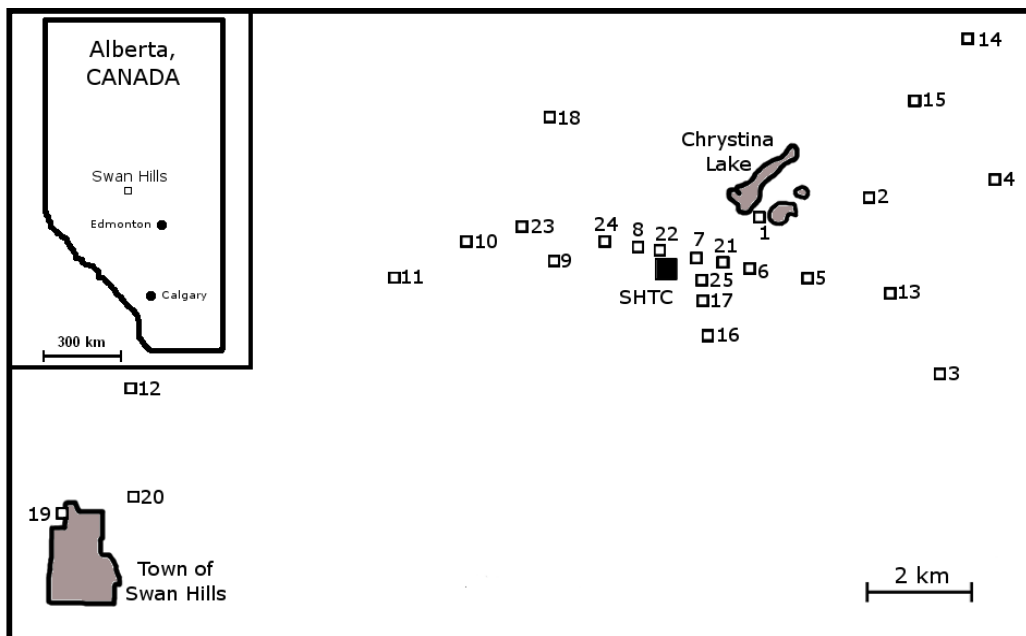 Alberta,
CANADA
Swan Hills
Edmonton
Calgary
300 km
14
15
18
Chrystina
Lake
4
2
1
23
24
8
22
7
21
10
9
6
5
11
25
13
SHTC
17
16
3
12
20
19
Town of
Swan Hills
2 km